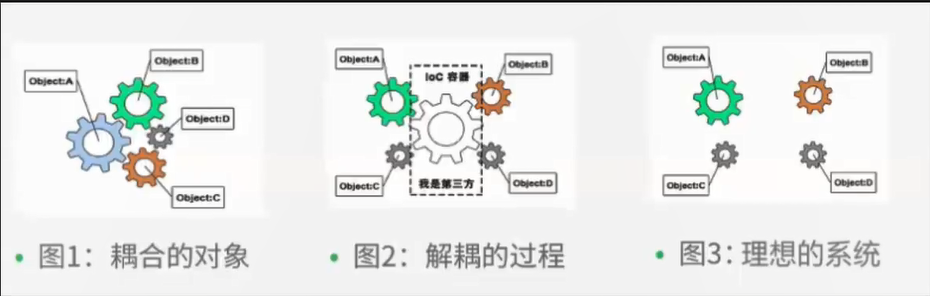 Object:A
Object:B
Object:D
Object:C
• 图1：耦合的对象
Object:A
IoC 容器
Object:B
Object:C
我是第三方
Object:D
• 图2：解耦的过程
Object:A
Object:B
Object:C
Object:D
• 图3：理想的系统